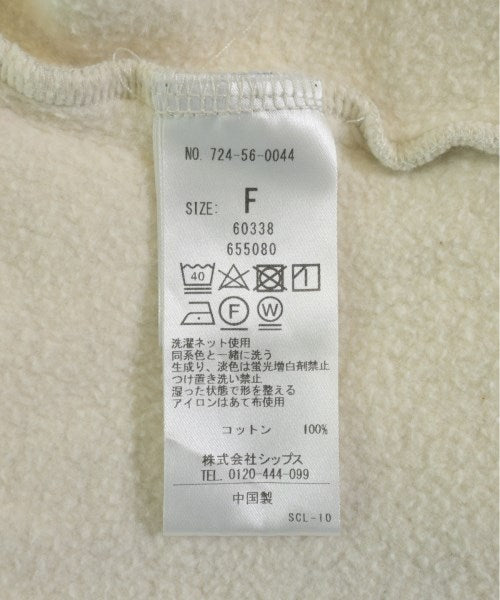 NO. 724-56-0044
SIZE: F
60338
655080
40
F W
洗濯ネット使用
同系色と一緒に洗う
生成り、淡色は蛍光増白剤禁止
つけ置き洗い禁止
湿った状態で形を整える
アイロンはあて布使用
コットン 100%
株式会社シップス
TEL. 0120-444-099
中国製
SCL-10